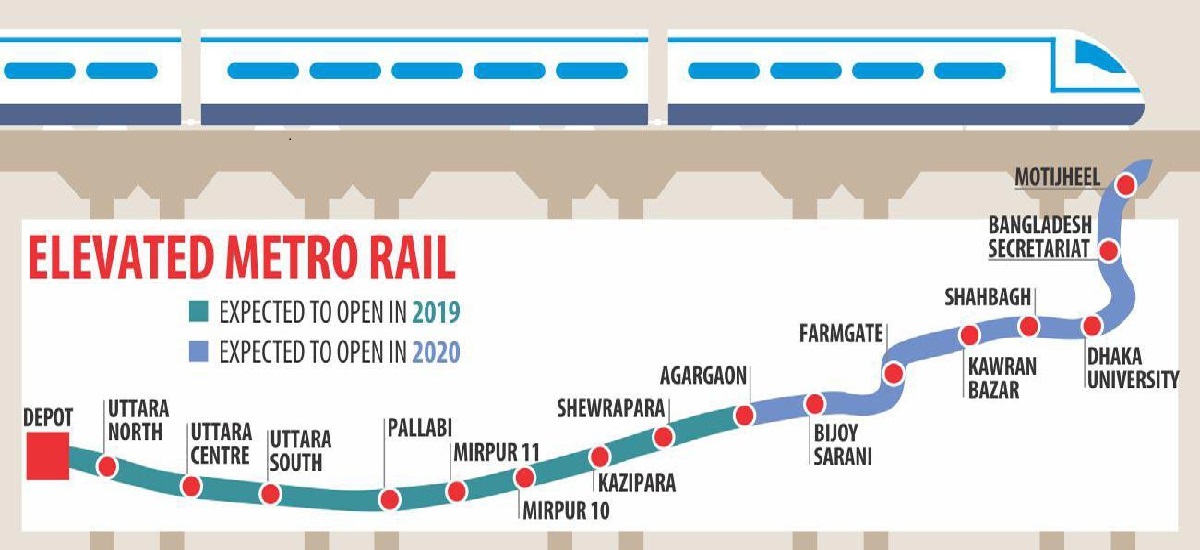 ELEVATED METRO RAIL
EXPECTED TO OPEN IN 2019
EXPECTED TO OPEN IN 2020
DEPOT
UTTARA
NORTH
UTTARA
CENTRE
UTTARA
SOUTH
PALLABI
MIRPUR 11
MIRPUR 10
KAZIPARA
SHEWRAPARA
AGARGAON
BIJOY
SARANI
FARMGATE
KAWRAN
BAZAR
SHAHBAGH
DHAKA
UNIVERSITY
BANGLADESH
SECRETARIAT
MOTIJHEEL